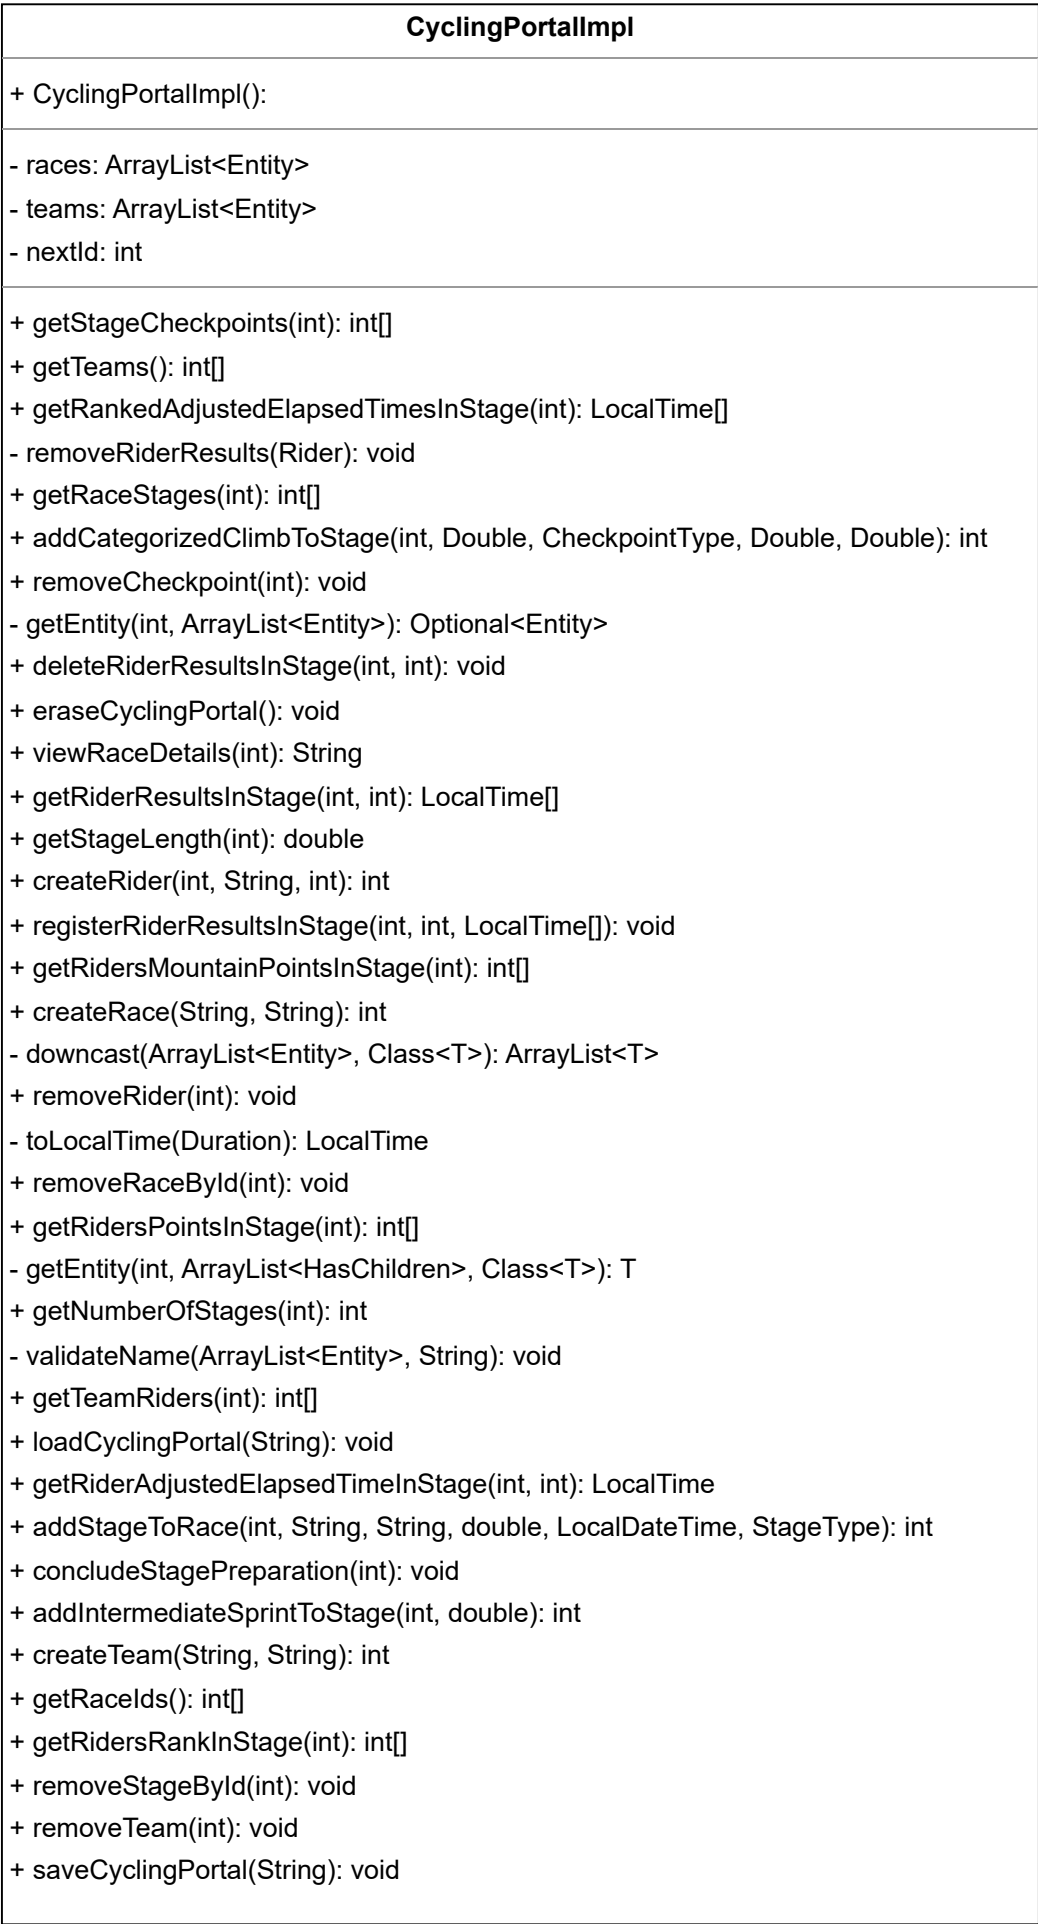 CyclingPortalImpl
+ CyclingPortalImpl():
- races: ArrayList<Entity>
- teams: ArrayList<Entity>
- nextId: int
+ getStageCheckpoints(int): int[]
+ getTeams(): int[]
+ getRankedAdjustedElapsedTimesInStage(int): LocalTime[]
- removeRiderResults(Rider): void
+ getRaceStages(int): int[]
+ addCategorizedClimbToStage(int, Double, CheckpointType, Double, Double): int
+ removeCheckpoint(int): void
- getEntity(int, ArrayList<Entity>): Optional<Entity>
+ deleteRiderResultsInStage(int, int): void
+ eraseCyclingPortal(): void
+ viewRaceDetails(int): String
+ getRiderResultsInStage(int, int): LocalTime[]
+ getStageLength(int): double
+ createRider(int, String, int): int
+ registerRiderResultsInStage(int, int, LocalTime[]): void
+ getRidersMountainPointsInStage(int): int[]
+ createRace(String, String): int
- downcast(ArrayList<Entity>, Class<T>): ArrayList<T>
+ removeRider(int): void
- toLocalTime(Duration): LocalTime
+ removeRaceById(int): void
+ getRidersPointsInStage(int): int[]
- getEntity(int, ArrayList<HasChildren>, Class<T>): T
+ getNumberOfStages(int): int
- validateName(ArrayList<Entity>, String): void
+ getTeamRiders(int): int[]
+ loadCyclingPortal(String): void
+ getRiderAdjustedElapsedTimeInStage(int, int): LocalTime
+ addStageToRace(int, String, String, double, LocalDateTime, StageType): int
+ concludeStagePreparation(int): void
+ addIntermediateSprintToStage(int, double): int
+ createTeam(String, String): int
+ getRaceIds(): int[]
+ getRidersRankInStage(int): int[]
+ removeStageById(int): void
+ removeTeam(int): void
+ saveCyclingPortal(String): void